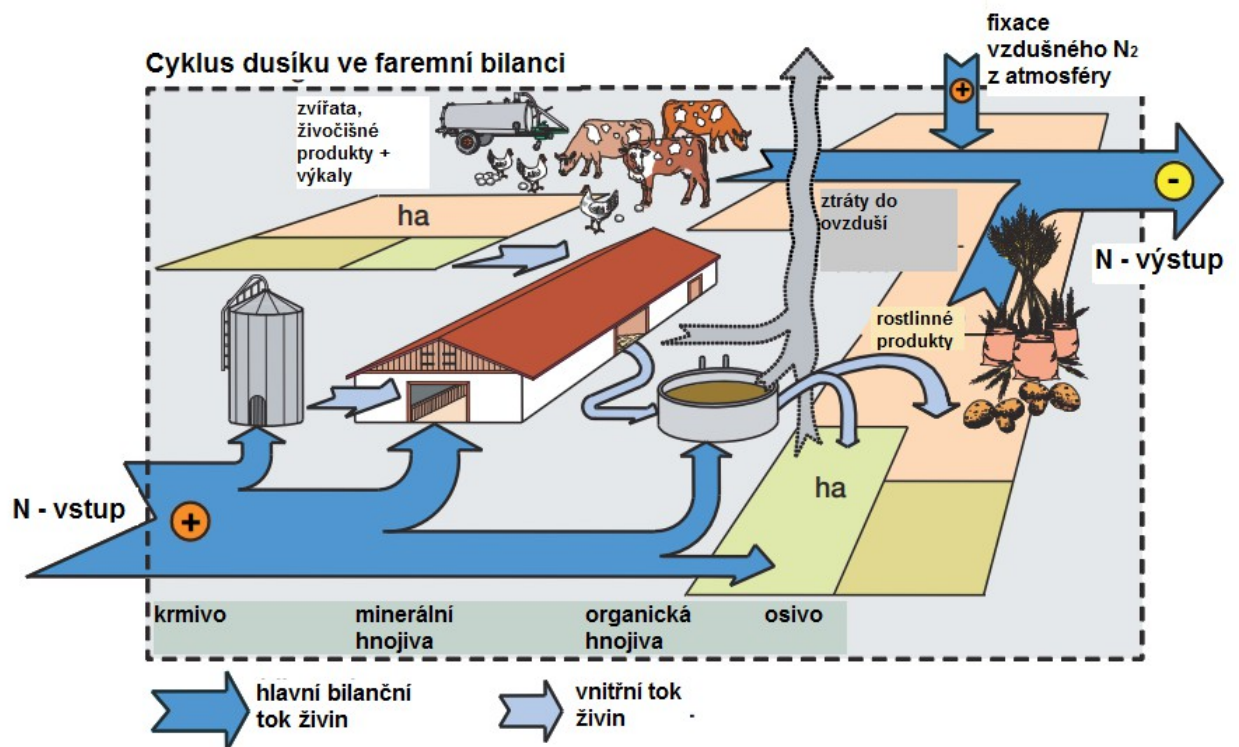 Cyklus dusíku ve faremní bilanci
fixace
vzdušného N2
z atmosféry
+
zvířata,
živočišné
produkty +
výkaly
ha
ztráty do
ovzduší
-
N - výstup
rostlinné
produkty
N - vstup
+
ha
krmivo
minerální
hnojiva
organická
hnojiva
osivo
hlavní bilanční
tok živin
vnitřní tok
živin